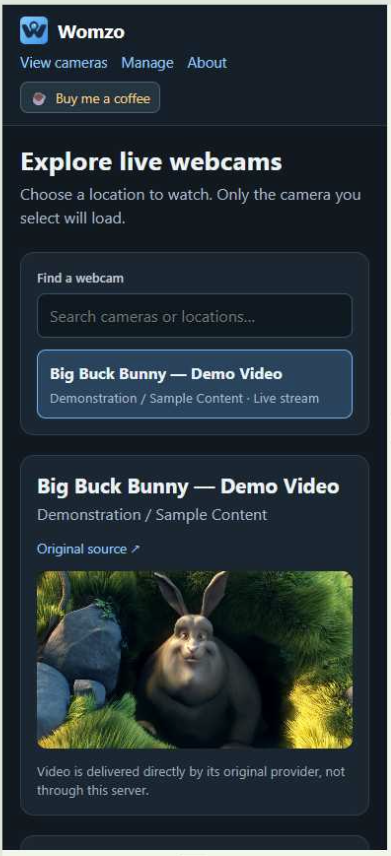 Womzo
View cameras Manage About
Buy me a coffee
Explore live webcams
Choose a location to watch. Only the camera you
select will load.
Find a webcam
Search cameras or locations...
Big Buck Bunny — Demo Video
Demonstration / Sample Content · Live stream
Big Buck Bunny — Demo Video
Demonstration / Sample Content
Original source ↗
Video is delivered directly by its original provider, not
through this server.